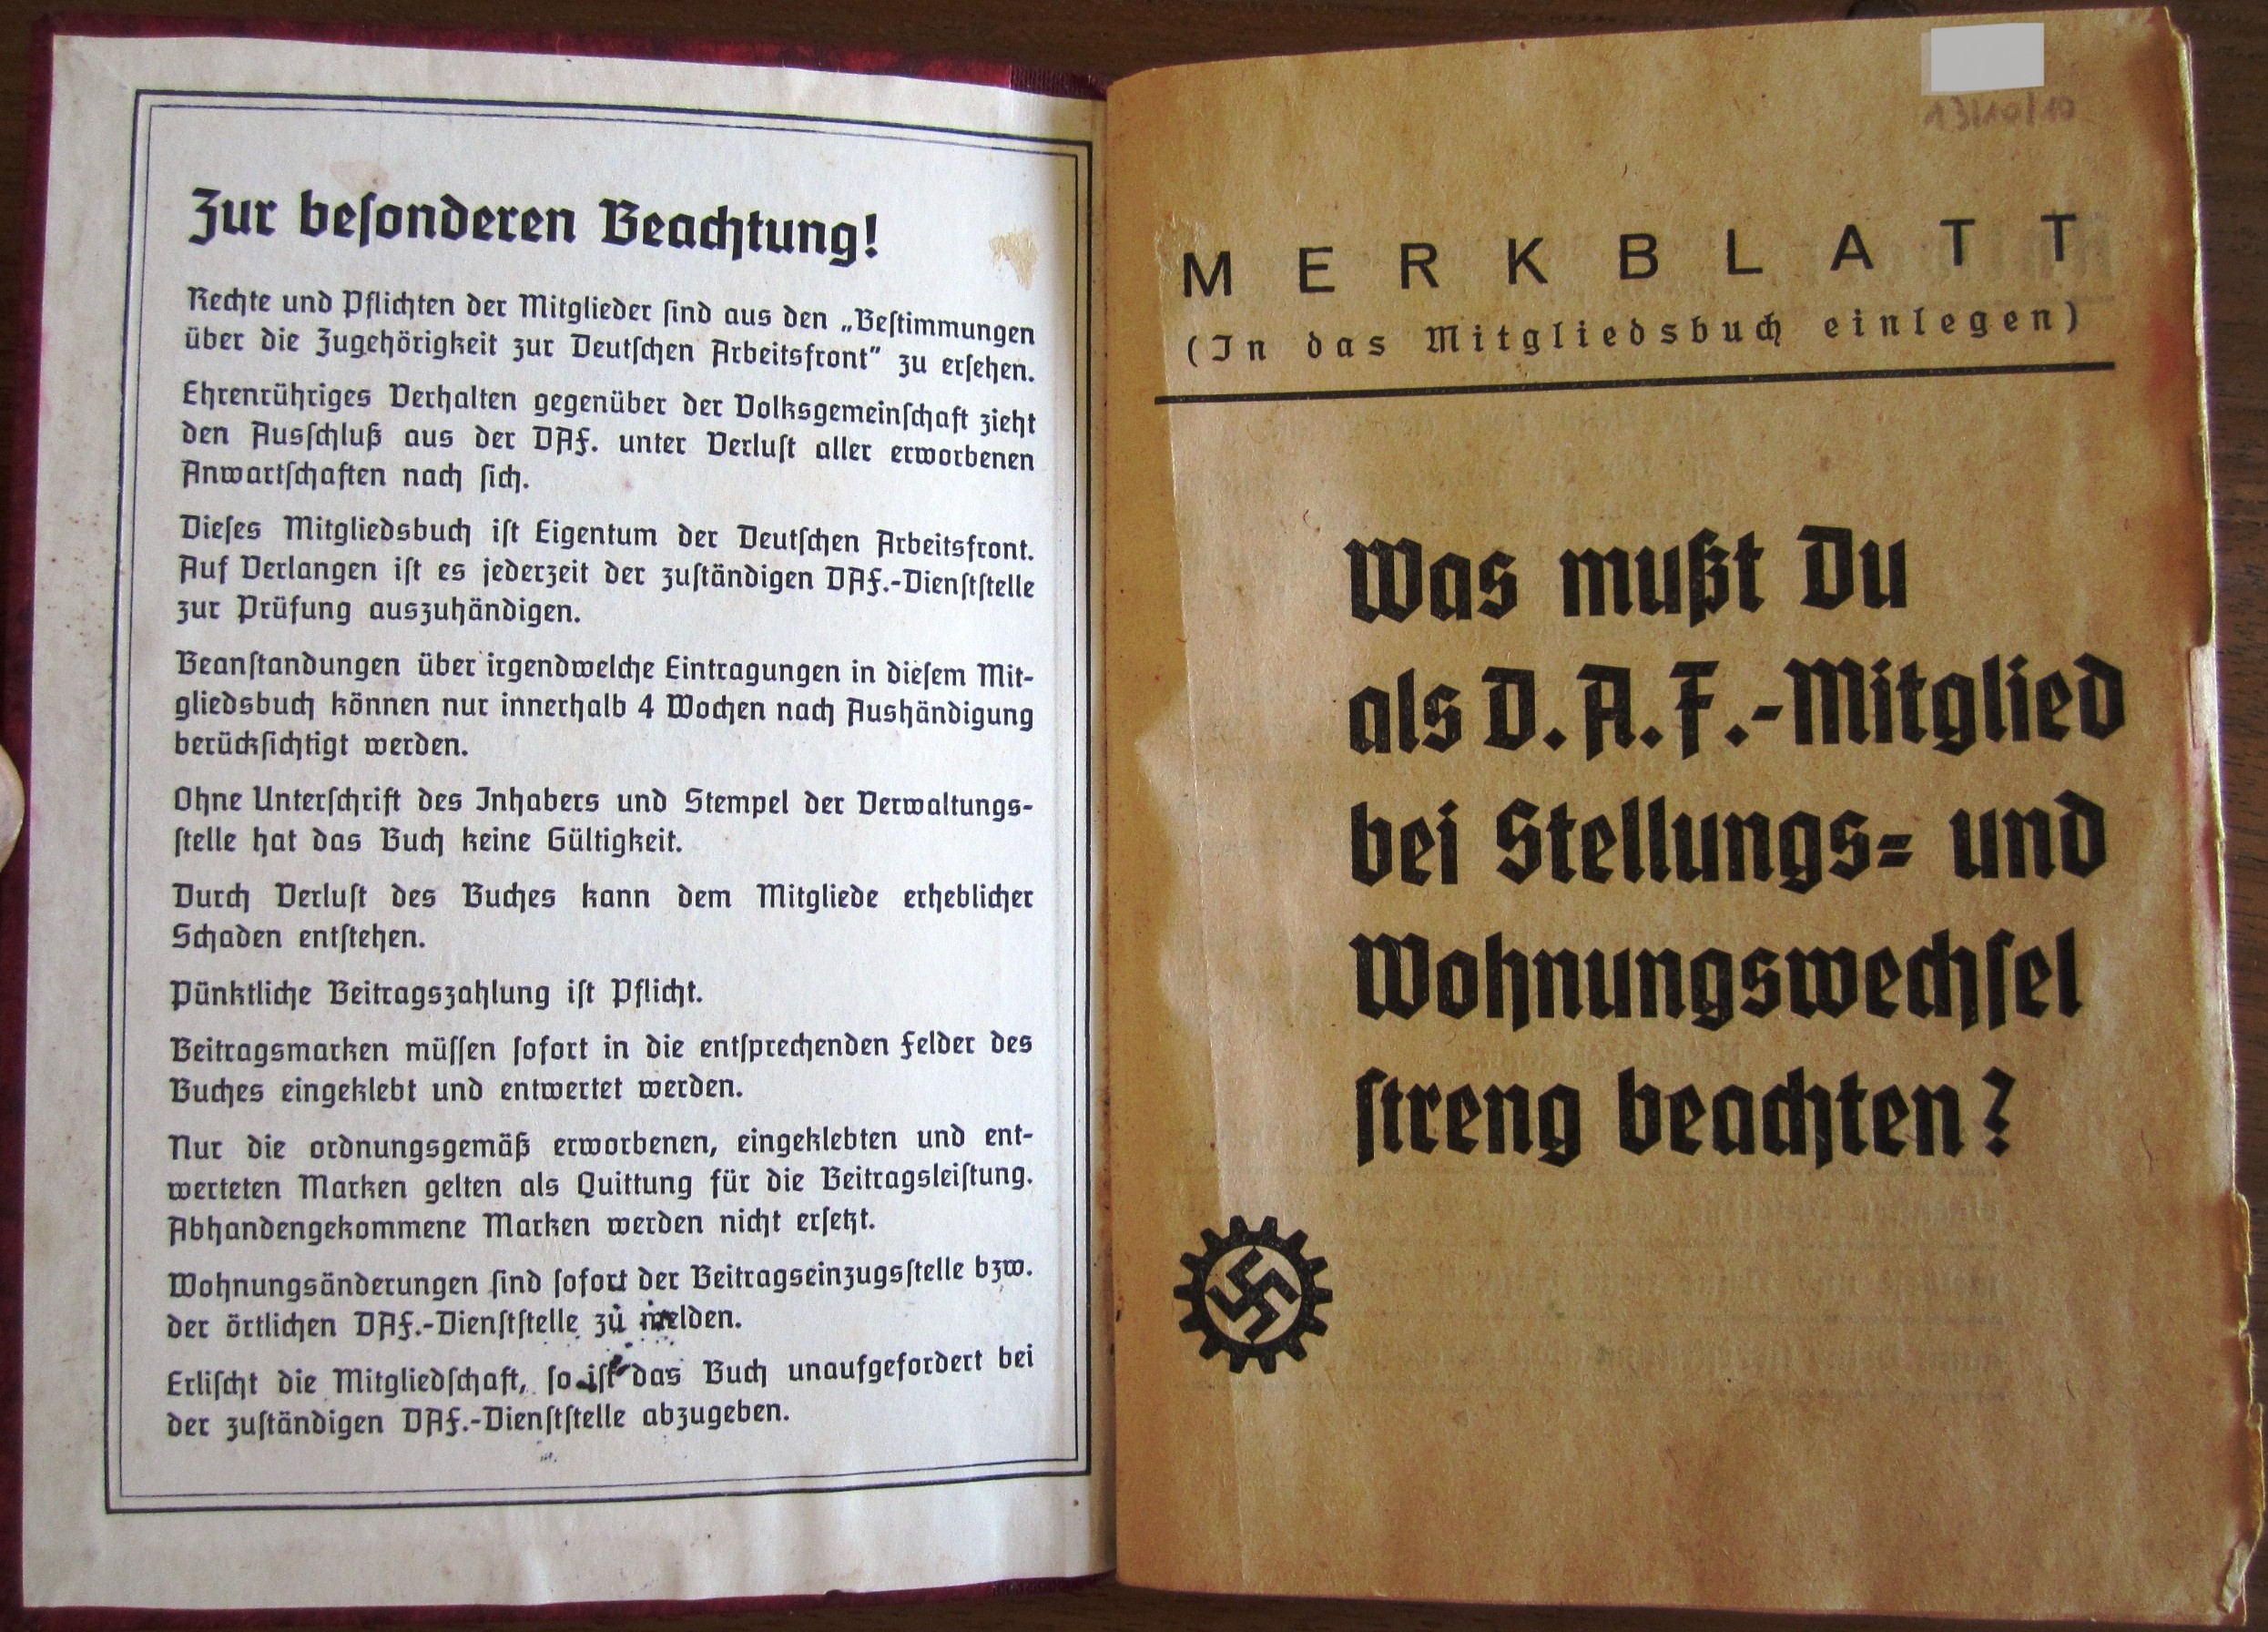 Zur besonderen Beachtung!
Rechte und Pflichten der Mitglieder sind aus den „Bestimmungen
über die Zugehörigkeit zur Deutschen Arbeitsfront“ zu ersehen.
Ehrenrühriges Verhalten gegenüber der Volksgemeinschaft zieht
den Ausschluß aus der DAF. unter Verlust aller erworbenen
Anwartschaften nach sich.
Dieses Mitgliedsbuch ist Eigentum der Deutschen Arbeitsfront.
Auf Verlangen ist es jederzeit der zuständigen DAF.-Dienststelle
zur Prüfung auszuhändigen.
Beanstandungen über irgendwelche Eintragungen in diesem Mit-
gliedsbuch können nur innerhalb 4 Wochen nach Aushändigung
berücksichtigt werden.
Ohne Unterschrift des Inhabers und Stempel der Verwaltungs-
stelle hat das Buch keine Gültigkeit.
Durch Verlust des Buches kann dem Mitgliede erheblicher
Schaden entstehen.
Pünktliche Beitragszahlung ist Pflicht.
Beitragsmarken müssen sofort in die entsprechenden Felder des
Buches eingeklebt und entwertet werden.
Nur die ordnungsgemäß erworbenen, eingeklebten und ent-
werteten Marken gelten als Quittung für die Beitragsleistung.
Abhandengekommene Marken werden nicht ersetzt.
Wohnungsänderungen sind sofort der Beitragseinzugsstelle bzw.
der örtlichen DAF.-Dienststelle zu melden.
Erlischt die Mitgliedschaft, so ist das Buch unaufgefordert bei
der zuständigen DAF.-Dienststelle abzugeben.
13/10/10
MERKBLATT
(In das Mitgliedsbuch einlegen)
Was mußt Du
als D.A.F.-Mitglied
bei Stellungs- und
Wohnungswechsel
streng beachten?